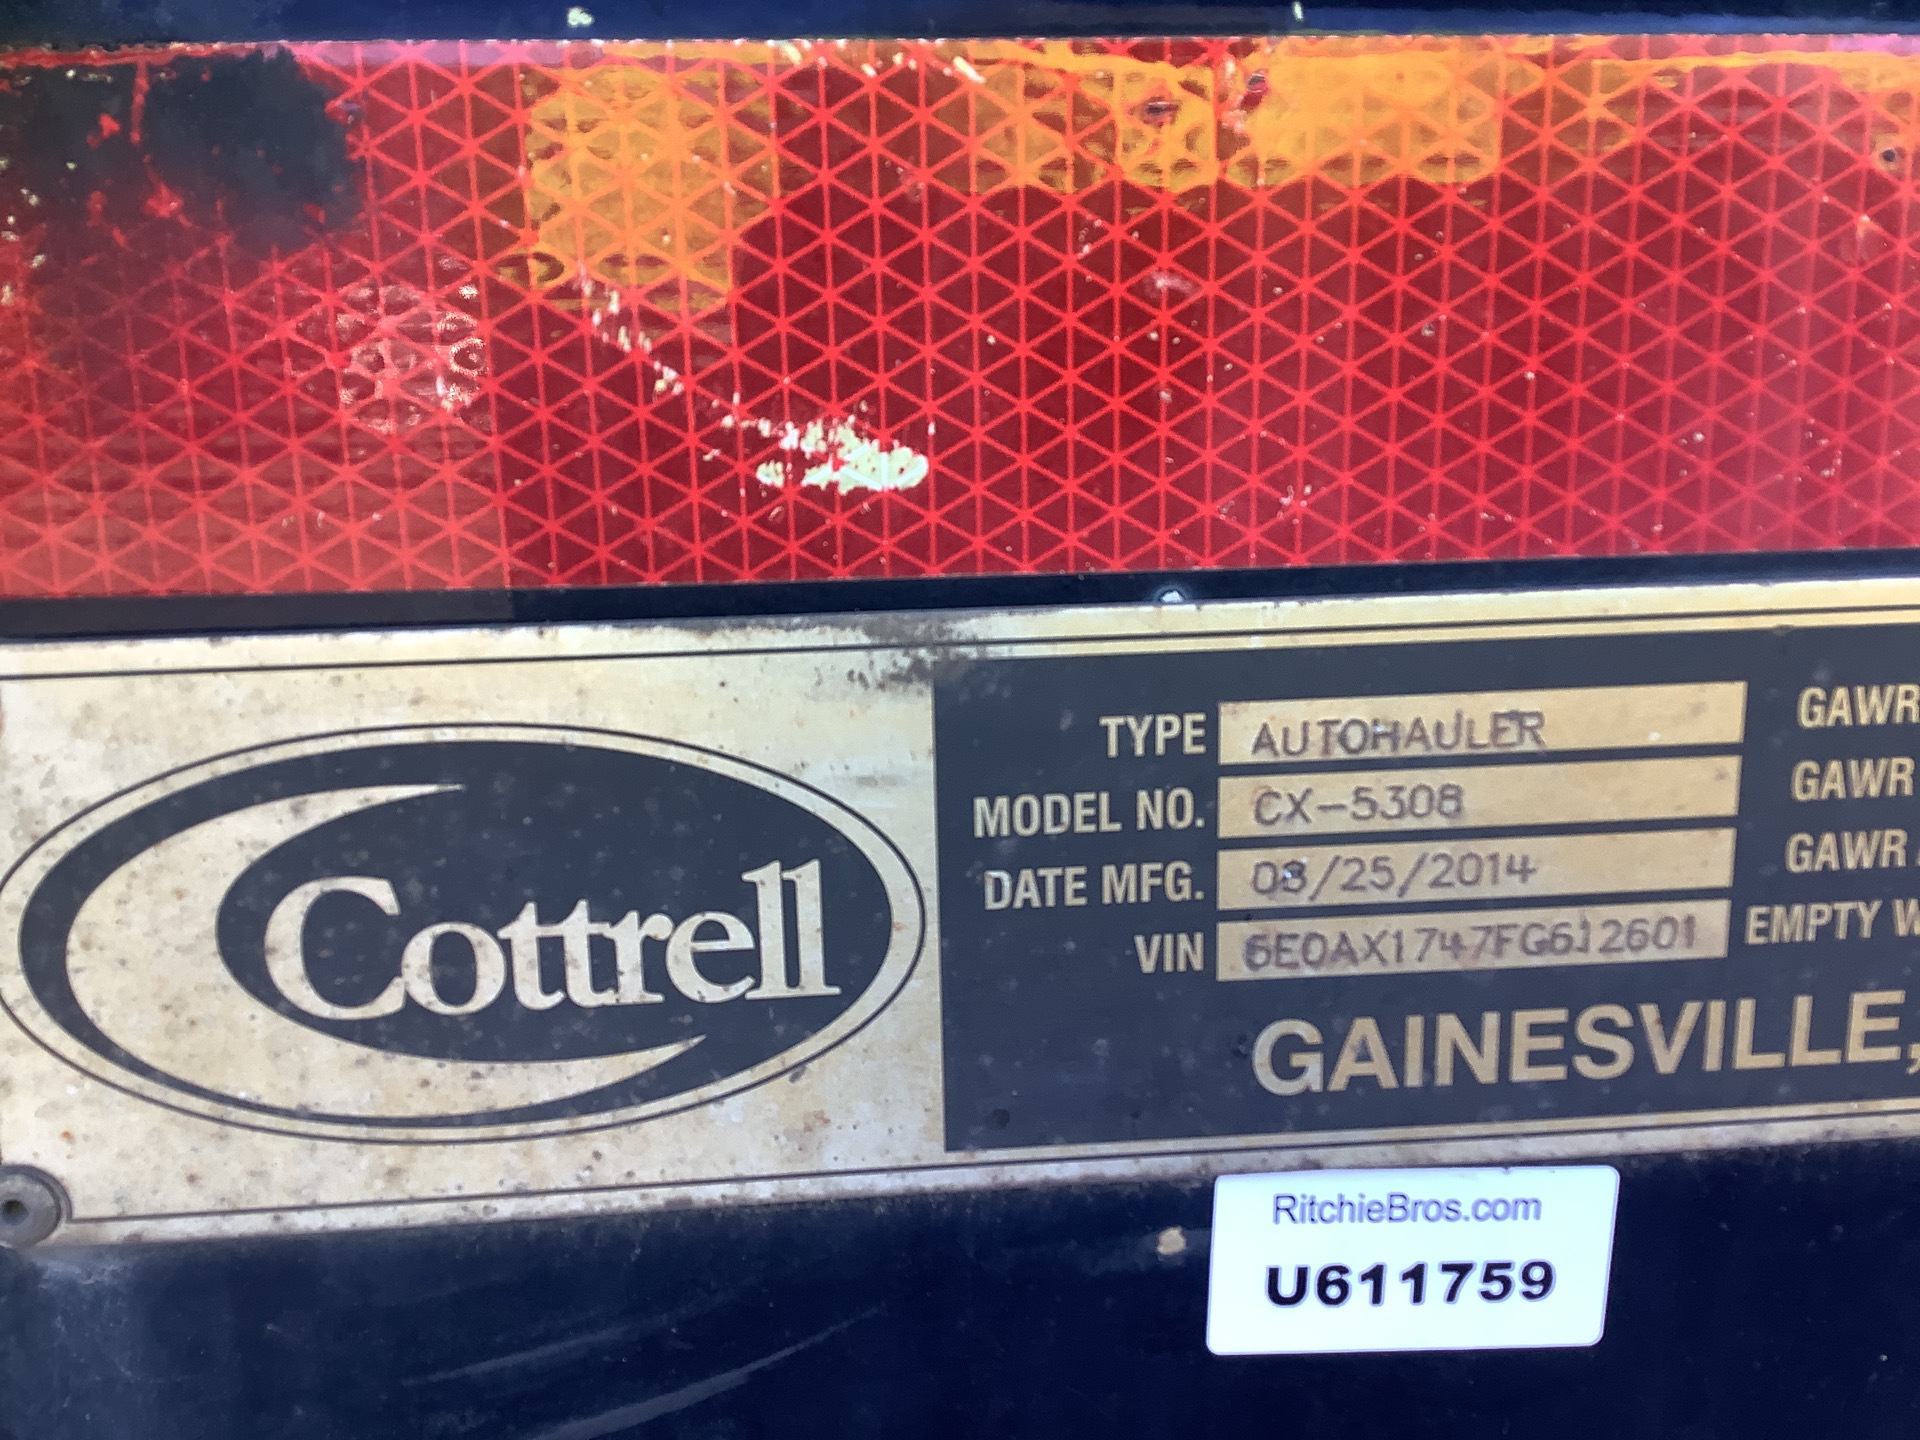 Cottrell
TYPE AUTOHAULER
MODEL NO. CX-5308
DATE MFG. 08/25/2014
VIN 5E0AX1747FG612601
GAWR
GAWR
GAWR
EMPTY
GAINESVILLE,
RitchieBros.com
U611759